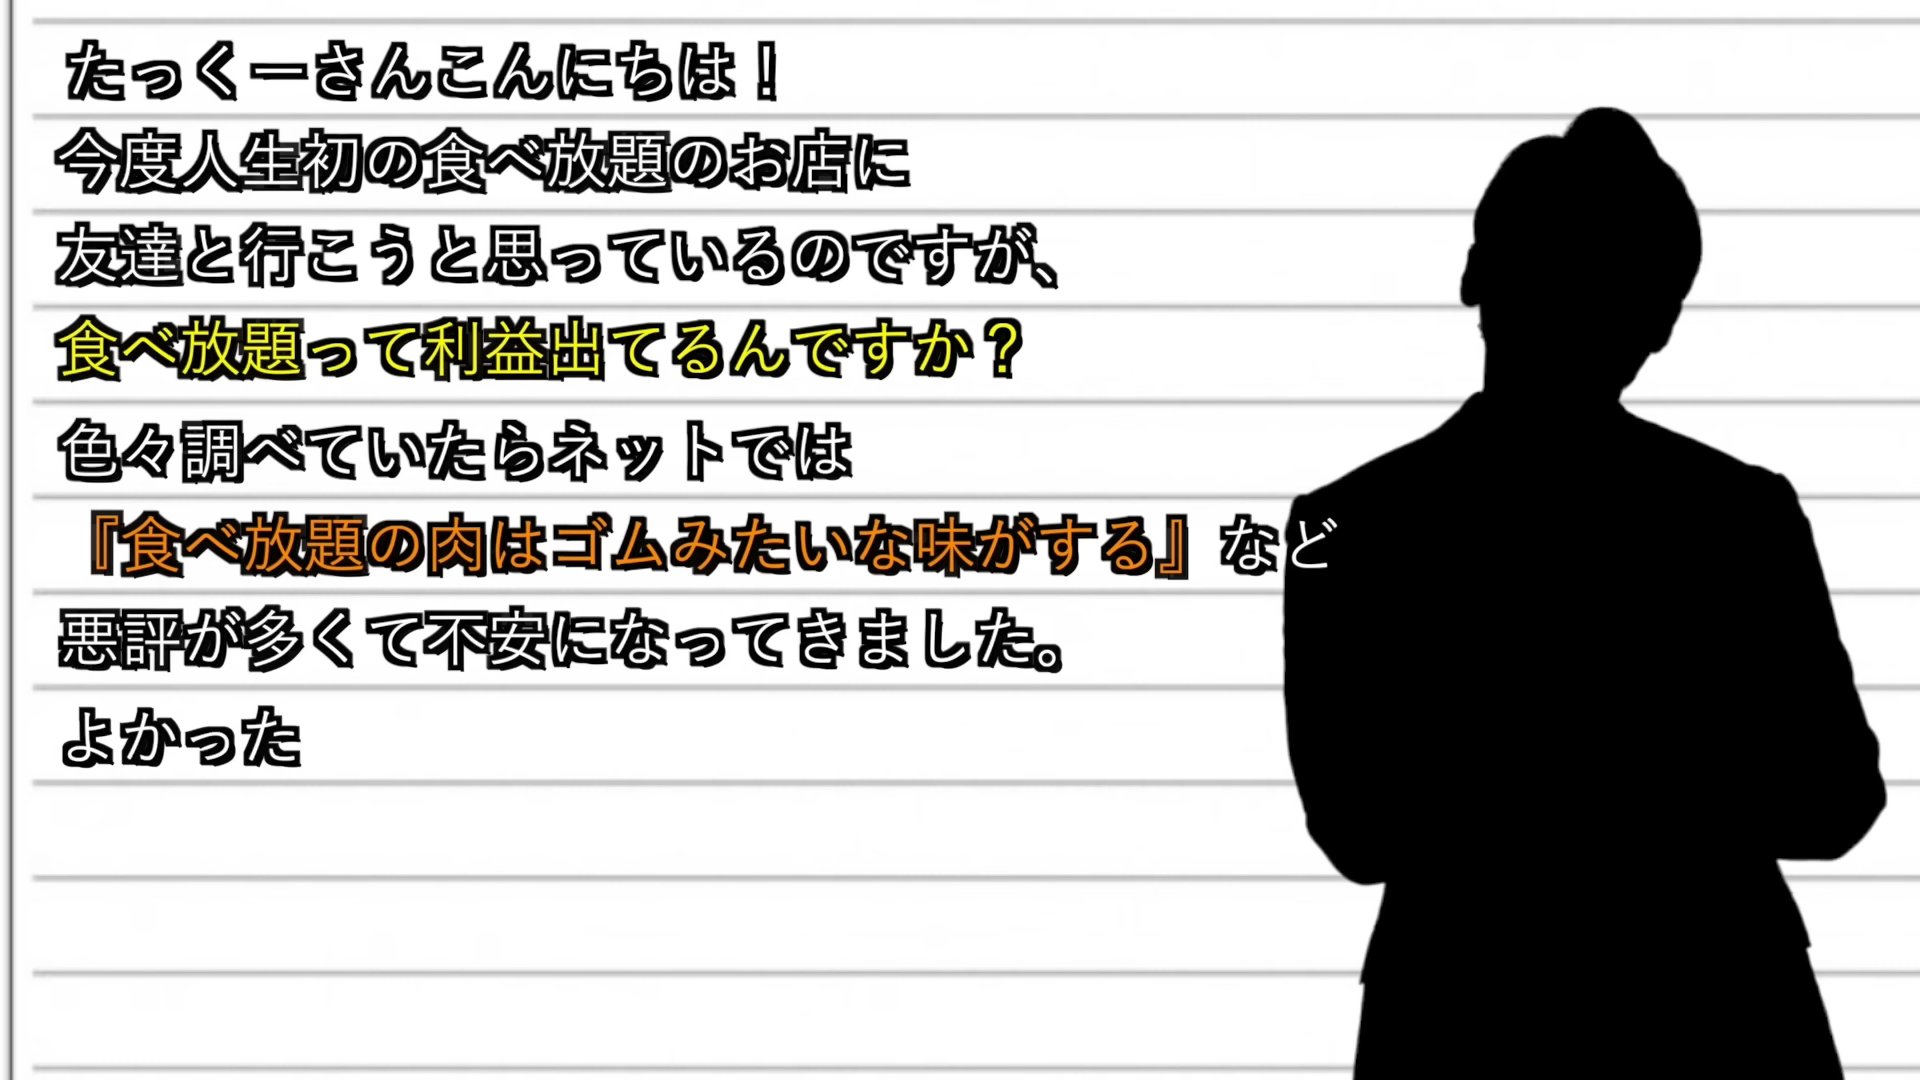 たっくーさんこんにちは！
今度人生初の食べ放題のお店に
友達と行こうと思っているのですが、
食べ放題って利益出てるんですか？
色々調べていたらネットでは
『食べ放題の肉はゴムみたいな味がする』など
悪評が多くて不安になってきました。
よかった